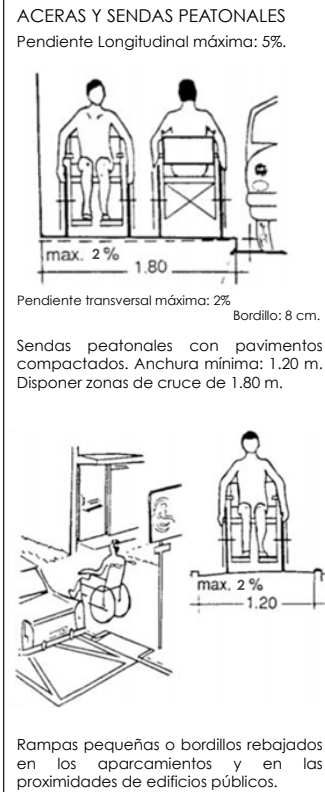 ACERAS Y SENDAS PEATONALES
Pendiente Longitudinal máxima: 5%.
max. 2%
1.80
Pendiente transversal máxima: 2%
Bordillo: 8 cm.
Sendas peatonales con pavimentos
compactados. Anchura mínima: 1.20 m.
Disponer zonas de cruce de 1.80 m.
max. 2%
1.20
Rampas pequeñas o bordillos rebajados
en los aparcamientos y en las
proximidades de edificios públicos.